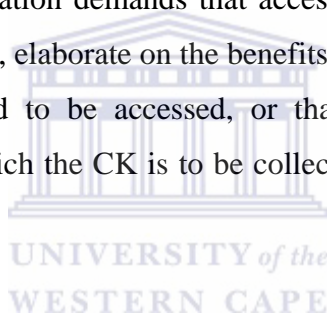 ation demands that acces
, elaborate on the benefits
d to be accessed, or tha
ich the CK is to be collec
UNIVERSITY of the
WESTERN CAPE